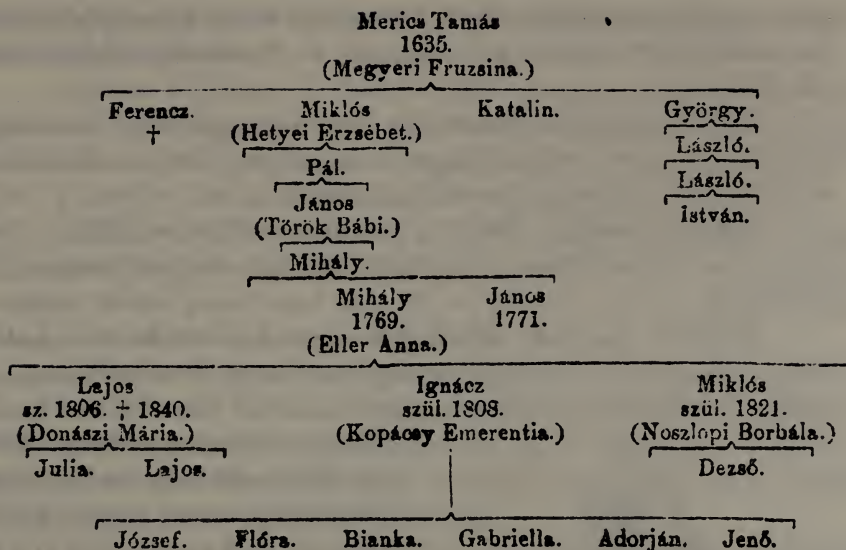 Merics Tamás
1635.
(Megyeri Fruzsina.)
Ferencz. Miklós Katalin. György.
† (Hetyei Erzsébet.) László.
Pál. László.
János István.
(Török Bábi.)
Mihály.
Mihály János
1769. 1771.
(Eller Anna.)
Lajos Ignácz Miklós
sz. 1806. † 1840. szül. 1808. szül. 1821.
(Donászi Mária.) (Kopácsy Emerentia.) (Noszlopi Borbála.)
Julia. Lajos. Dezső.
József. Flóra. Bianka. Gabriella. Adorján. Jenő.